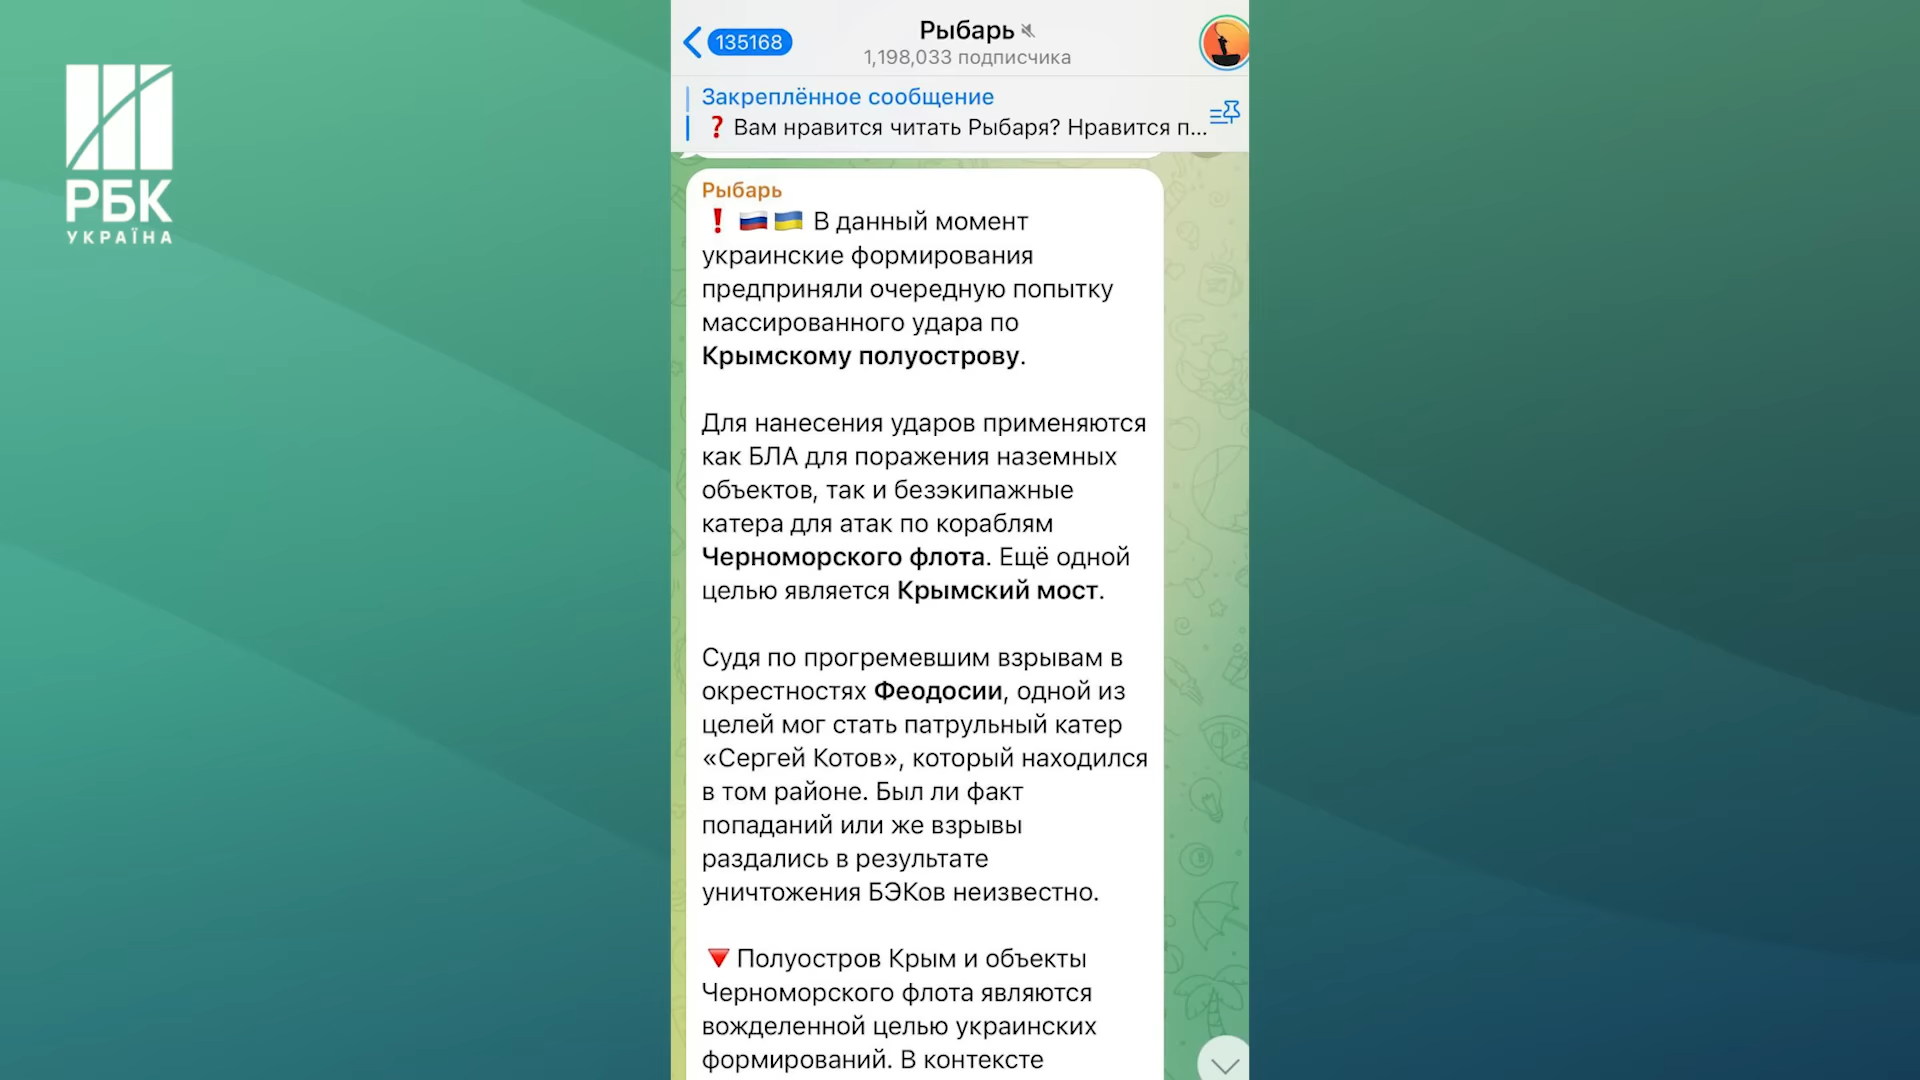 РБК
УКРАЇНА
135168
Рыбарь
1,198,033 подписчика
Закреплённое сообщение
❓ Вам нравится читать Рыбаря? Нравится п...
Рыбарь
❗🇷🇺🇺🇦 В данный момент
украинские формирования
предприняли очередную попытку
массированного удара по
Крымскому полуострову.
Для нанесения ударов применяются
как БЛА для поражения наземных
объектов, так и безэкипажные
катера для атак по кораблям
Черноморского флота. Ещё одной
целью является Крымский мост.
Судя по прогремевшим взрывам в
окрестностях Феодосии, одной из
целей мог стать патрульный катер
«Сергей Котов», который находился
в том районе. Был ли факт
попаданий или же взрывы
раздались в результате
уничтожения БЭКов неизвестно.
🔻Полуостров Крым и объекты
Черноморского флота являются
вожделенной целью украинских
формирований. В контексте